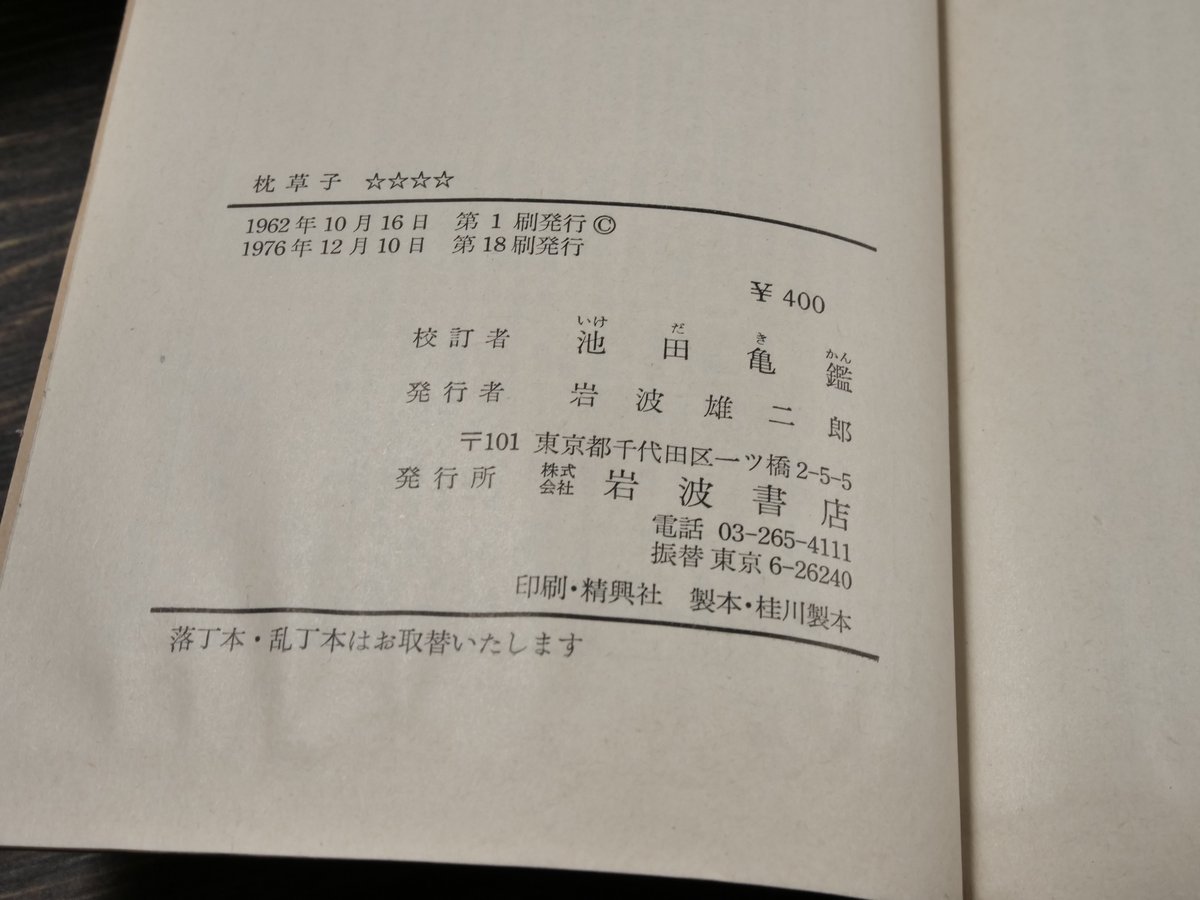 枕草子 ☆☆☆☆
1962年10月16日 第1刷発行©
1976年12月10日 第18刷発行
¥400
いけ だ き かん
校訂者 池田亀鑑
発行者 岩波雄二郎
〒101 東京都千代田区一ツ橋2-5-5
発行所 株式会社 岩波書店
電話 03-265-4111
振替 東京 6-26240
印刷・精興社 製本・桂川製本
落丁本・乱丁本はお取替いたします